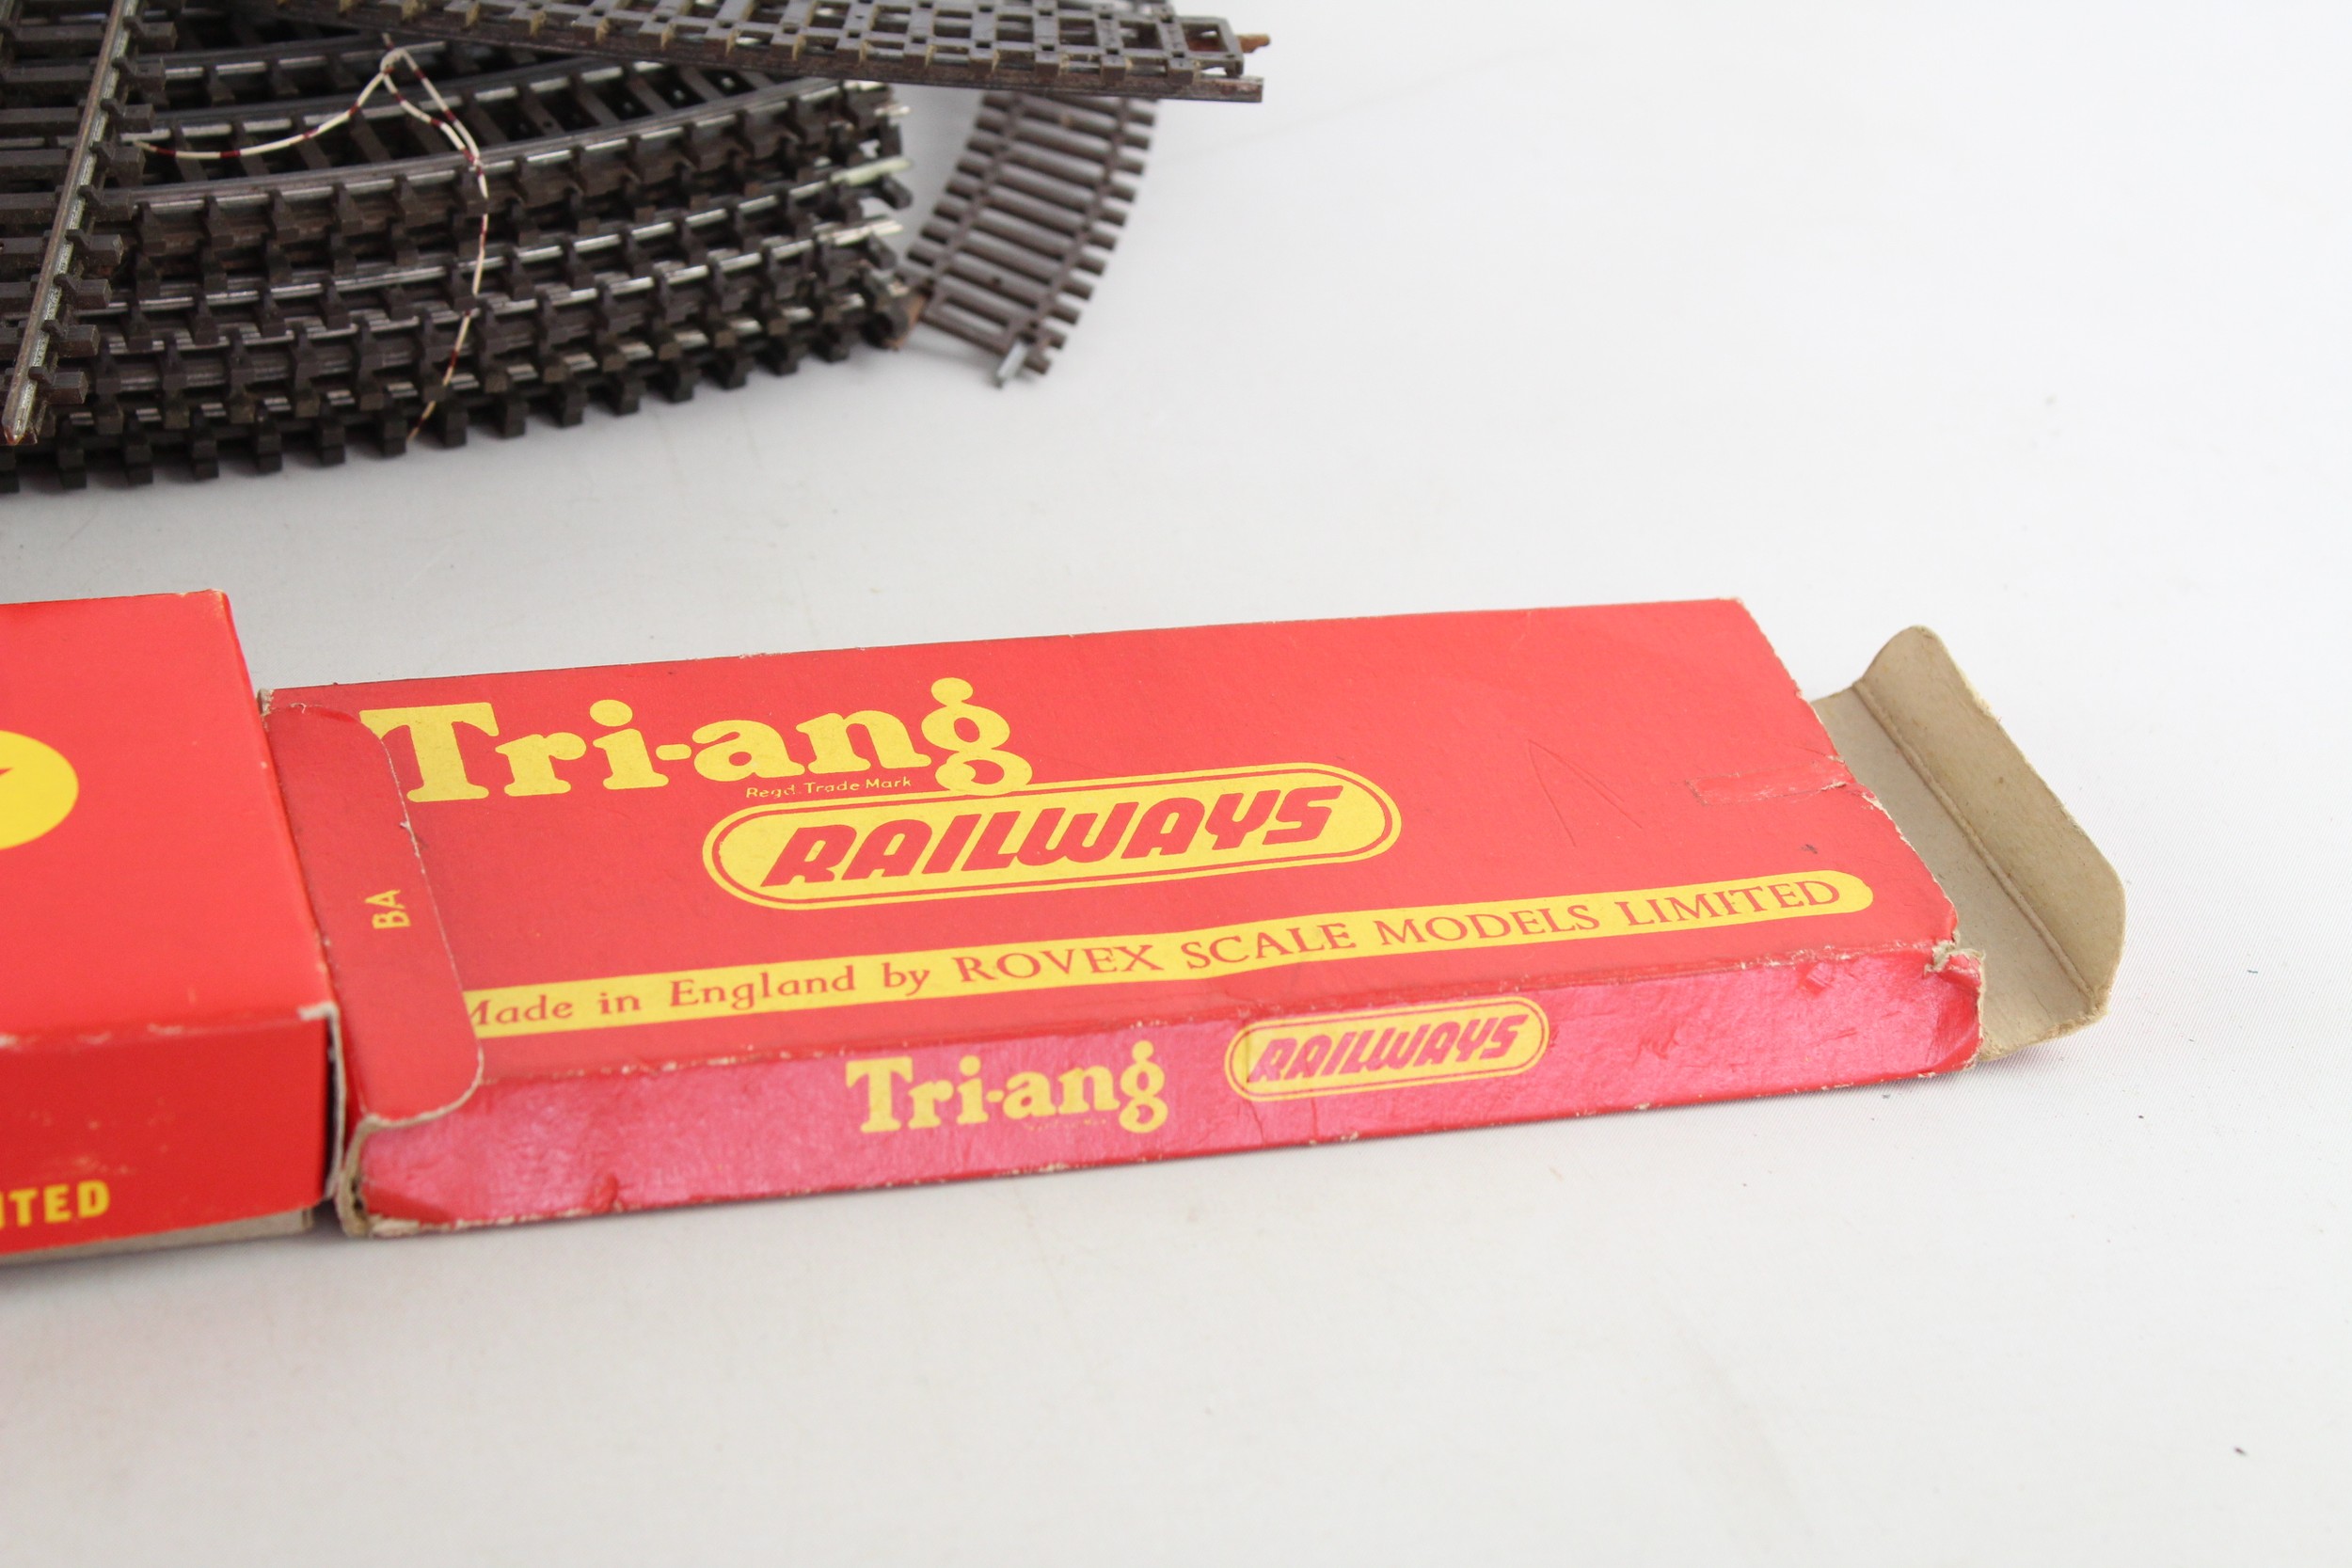 Tri-ang
Regd. Trade Mark
RAILWAYS
BA
Made in England by ROVEX SCALE MODELS LIMITED
Tri-ang RAILWAYS
ITED